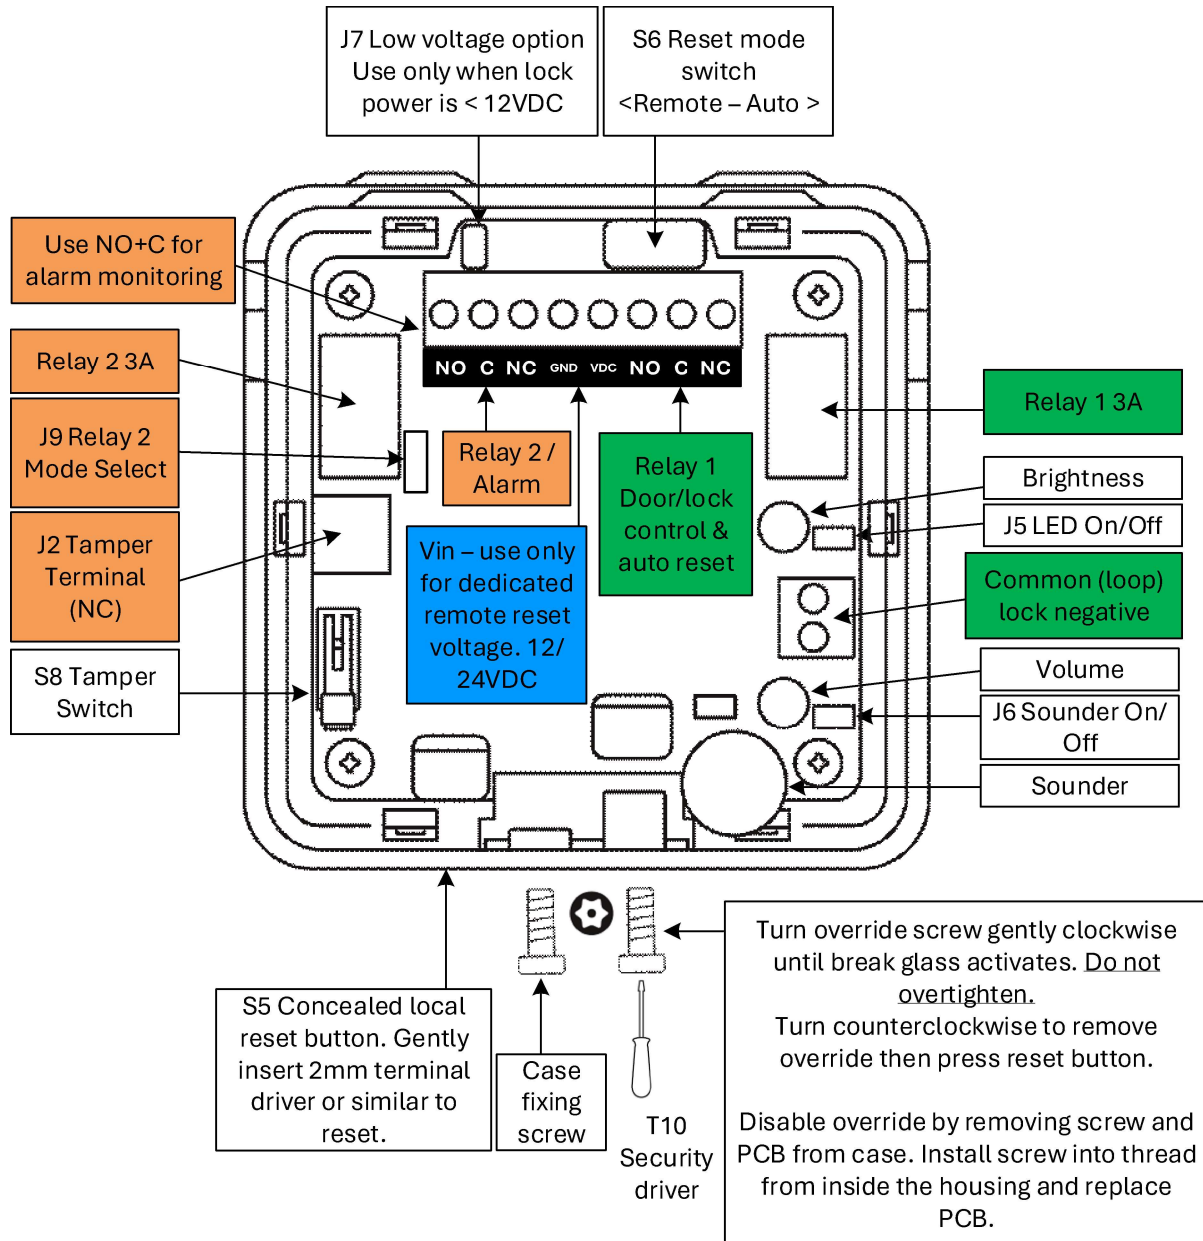 J7 Low voltage option
Use only when lock
power is < 12VDC
S6 Reset mode
switch
<Remote – Auto >
Use NO+C for
alarm monitoring
Relay 2 3A
J9 Relay 2
Mode Select
J2 Tamper
Terminal
(NC)
S8 Tamper
Switch
NO C NC GND VDC NO C NC
Relay 2 /
Alarm
Vin – use only
for dedicated
remote reset
voltage. 12/
24VDC
Relay 1
Door/lock
control &
auto reset
Relay 1 3A
Brightness
J5 LED On/Off
Common (loop)
lock negative
Volume
J6 Sounder On/
Off
Sounder
S5 Concealed local
reset button. Gently
insert 2mm terminal
driver or similar to
reset.
Case
fixing
screw
T10
Security
driver
Turn override screw gently clockwise
until break glass activates. Do not
overtighten.
Turn counterclockwise to remove
override then press reset button.
Disable override by removing screw and
PCB from case. Install screw into thread
from inside the housing and replace
PCB.